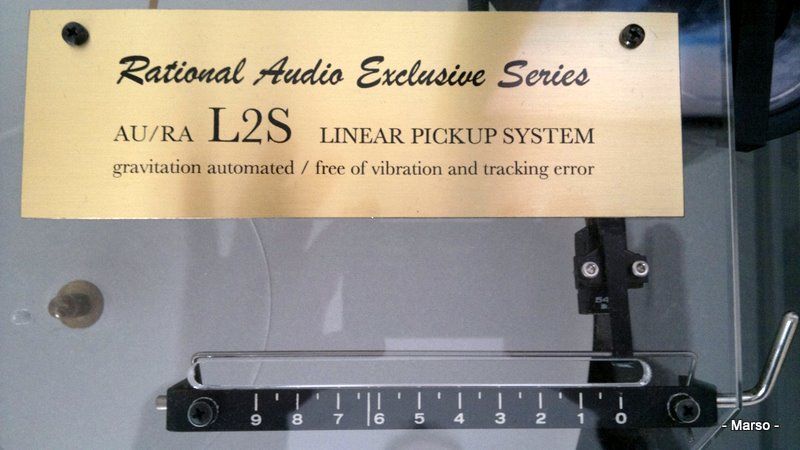 Rational Audio Exclusive Series
AU/RA L2S LINEAR PICKUP SYSTEM
gravitation automated / free of vibration and tracking error
54
9 8 7 6 5 4 3 2 1 0
- Marso -